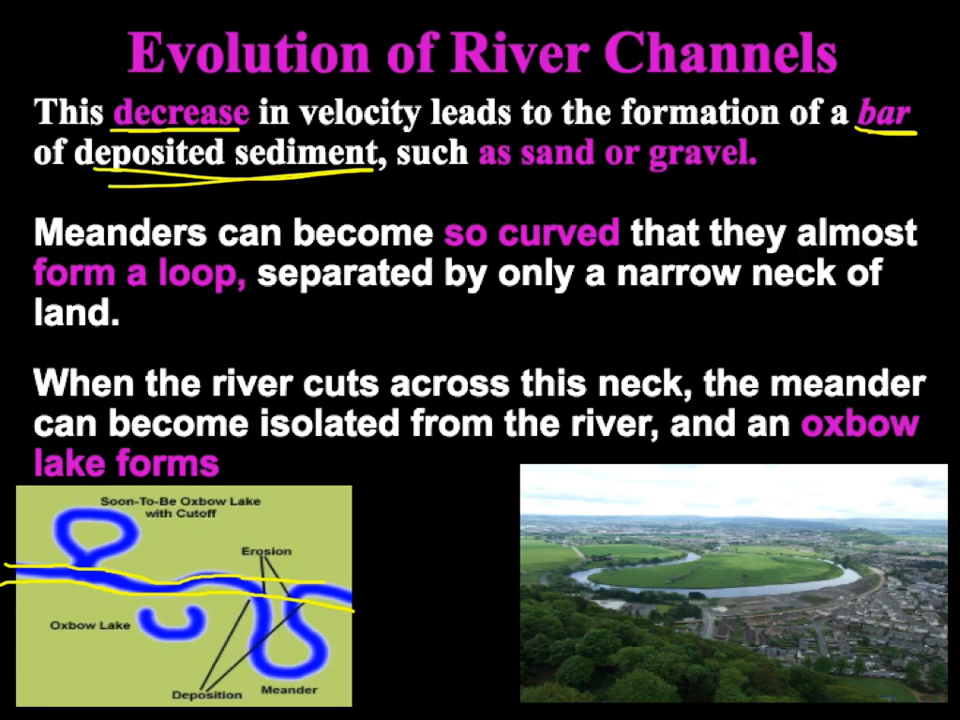 Evolution of River Channels
This decrease in velocity leads to the formation of a bar
of deposited sediment, such as sand or gravel.
Meanders can become so curved that they almost
form a loop, separated by only a narrow neck of
land.
When the river cuts across this neck, the meander
can become isolated from the river, and an oxbow
lake forms
Soon-To-Be Oxbow Lake
with Cutoff
Erosion
Oxbow Lake
Deposition
Meander